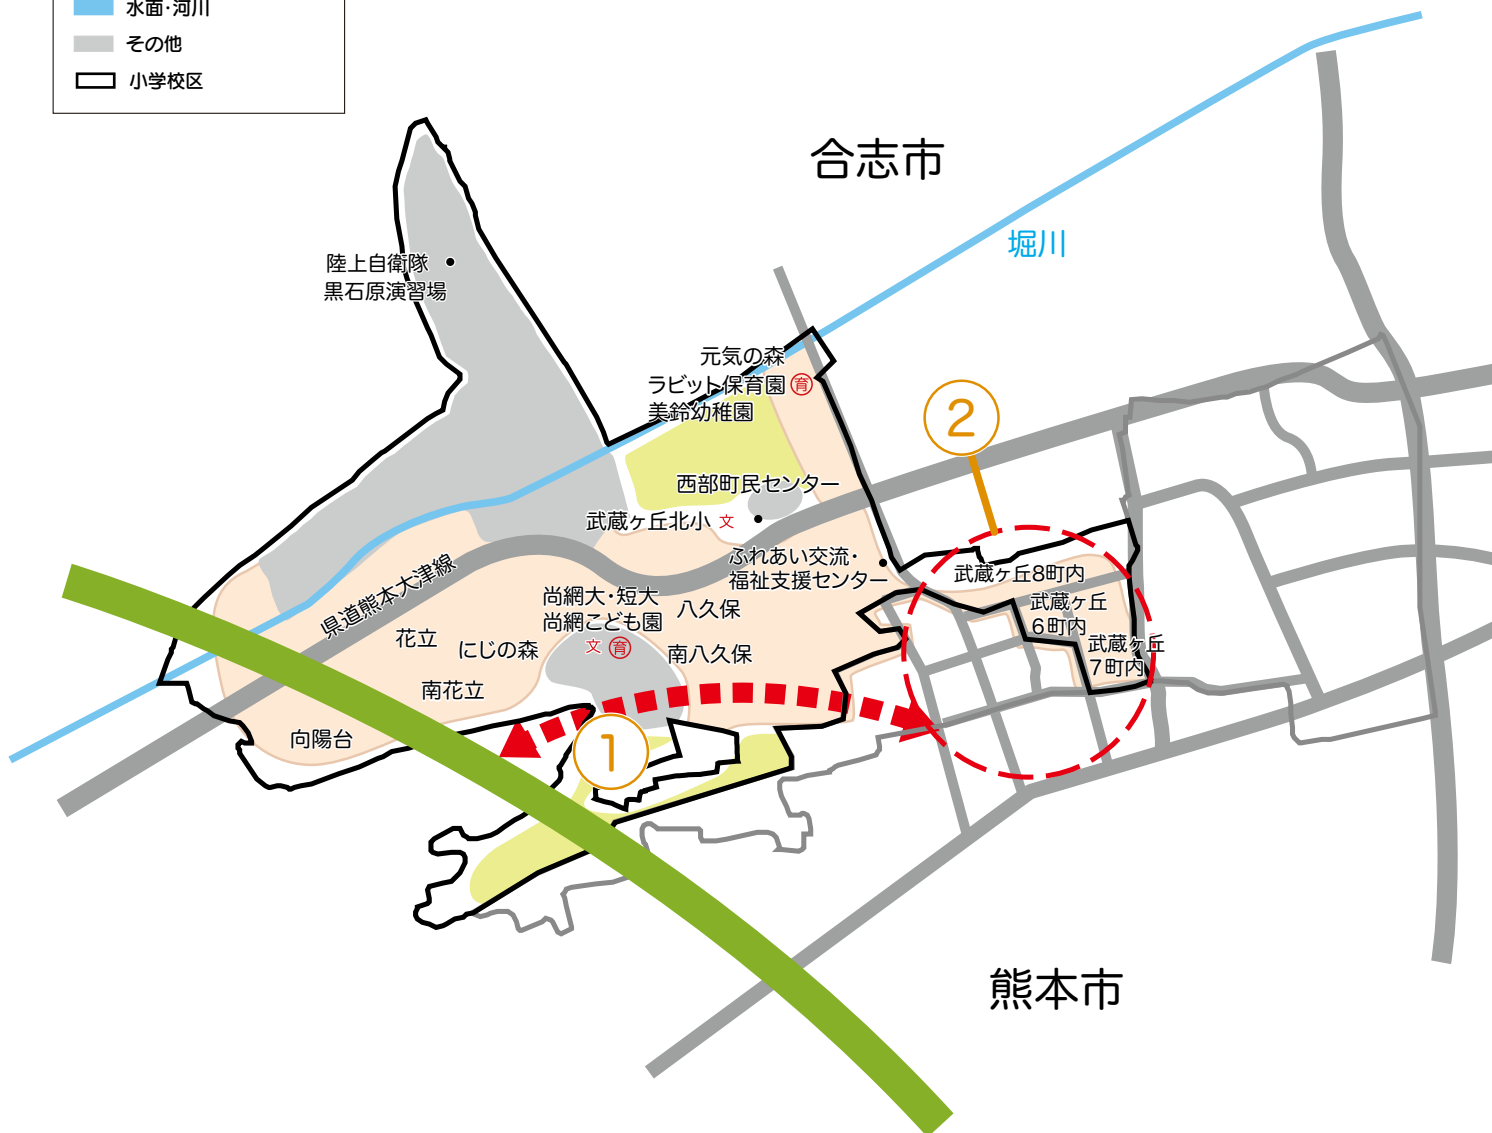 水面・河川
その他
小学校区
合志市
堀川
陸上自衛隊
黒石原演習場
元気の森
ラビット保育園 育
美鈴幼稚園
②
西部町民センター
武蔵ヶ丘北小 文
ふれあい交流・
福祉支援センター
県道熊本大津線
尚絅大・短大
尚絅こども園
文 育
八久保
南八久保
花立
にじの森
南花立
向陽台
武蔵ヶ丘8町内
武蔵ヶ丘
6町内
武蔵ヶ丘
7町内
①
熊本市